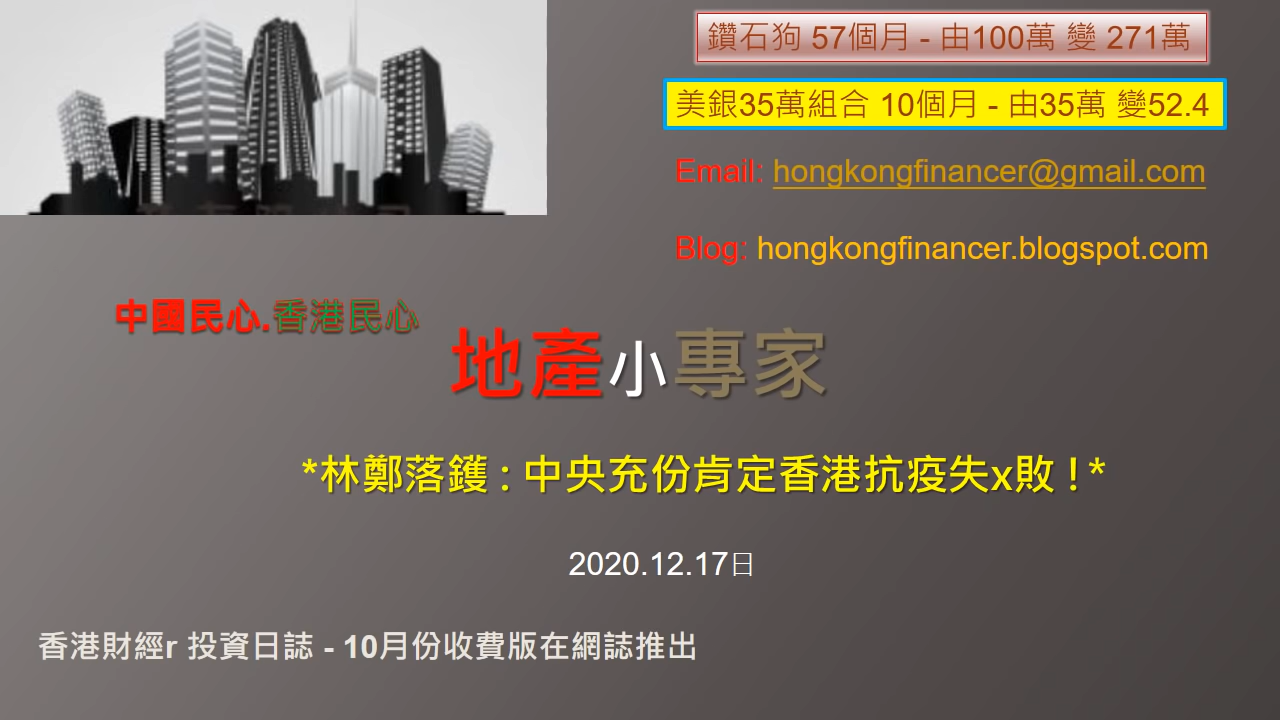 鑽石狗 57個月 - 由100萬 變 271萬
美銀35萬組合 10個月 - 由35萬 變52.4
Email: hongkongfinancer@gmail.com
Blog: hongkongfinancer.blogspot.com
中國民心.香港民心
地產小專家
*林鄭落鑊 : 中央充份肯定香港抗疫失x敗 ! *
2020.12.17日
香港財經r 投資日誌 - 10月份收費版在網誌推出